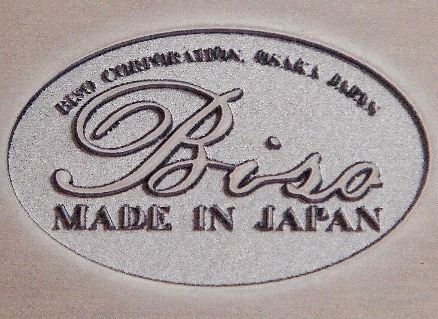 BISO CORPORATION, OSAKA JAPAN
Biso
MADE IN JAPAN